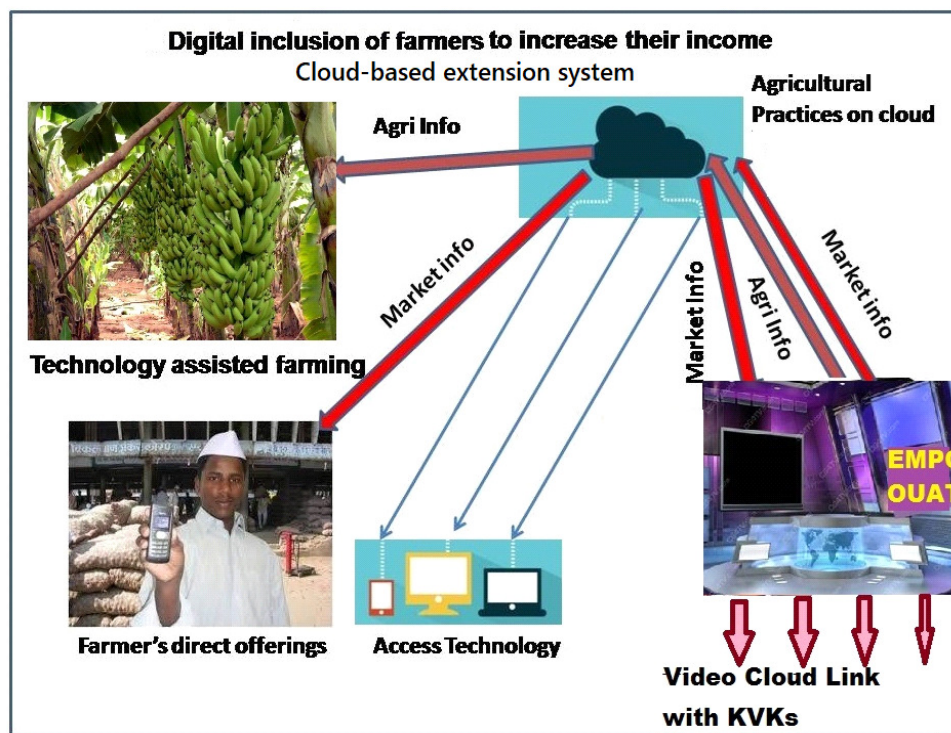 Digital inclusion of farmers to increase their income
Cloud-based extension system
Agricultural
Practices on cloud
Agri Info
Market info
Market Info
Agri Info
Market info
Technology assisted farming
EMPC
OUAT
Farmer's direct offerings
Access Technology
Video Cloud Link
with KVKs